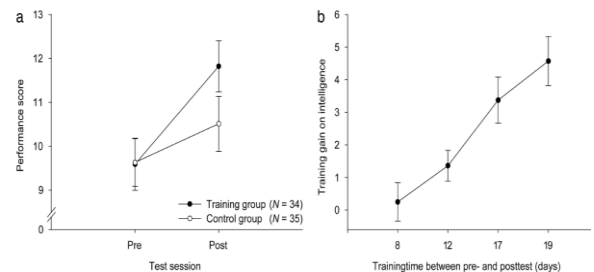 a
13
12
11
10
9
0
Performance score
Training group (N = 34)
Control group (N = 35)
Pre
Post
Test session
b
6
5
4
3
2
1
0
Training gain on intelligence
8
12
17
19
Trainingtime between pre- and posttest (days)